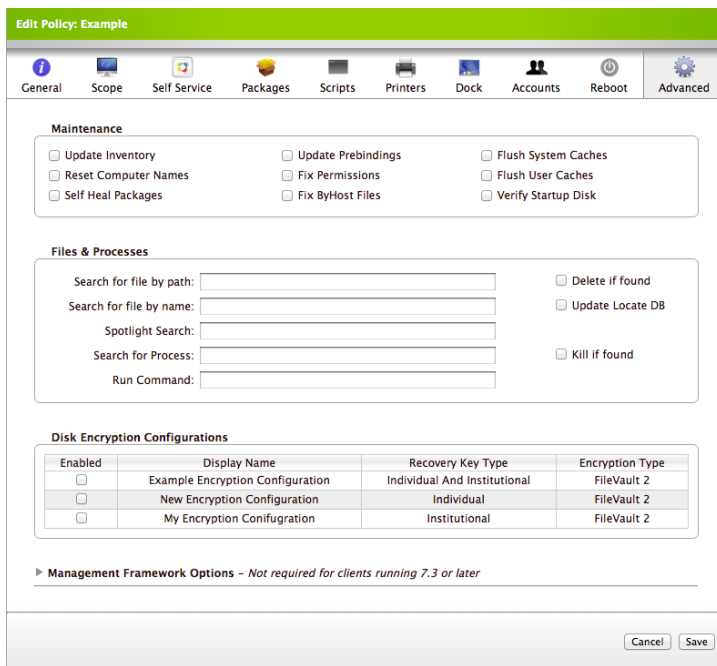 Edit Policy: Example
General Scope Self Service Packages Scripts Printers Dock Accounts Reboot Advanced
Maintenance
Update Inventory Update Prebindings Flush System Caches
Reset Computer Names Fix Permissions Flush User Caches
Self Heal Packages Fix ByHost Files Verify Startup Disk
Files & Processes
Search for file by path: Delete if found
Search for file by name: Update Locate DB
Spotlight Search:
Search for Process: Kill if found
Run Command:
Disk Encryption Configurations
Enabled Display Name Recovery Key Type Encryption Type
Example Encryption Configuration Individual And Institutional FileVault 2
New Encryption Configuration Individual FileVault 2
My Encryption Conifugration Institutional FileVault 2
Management Framework Options – Not required for clients running 7.3 or later
Cancel Save